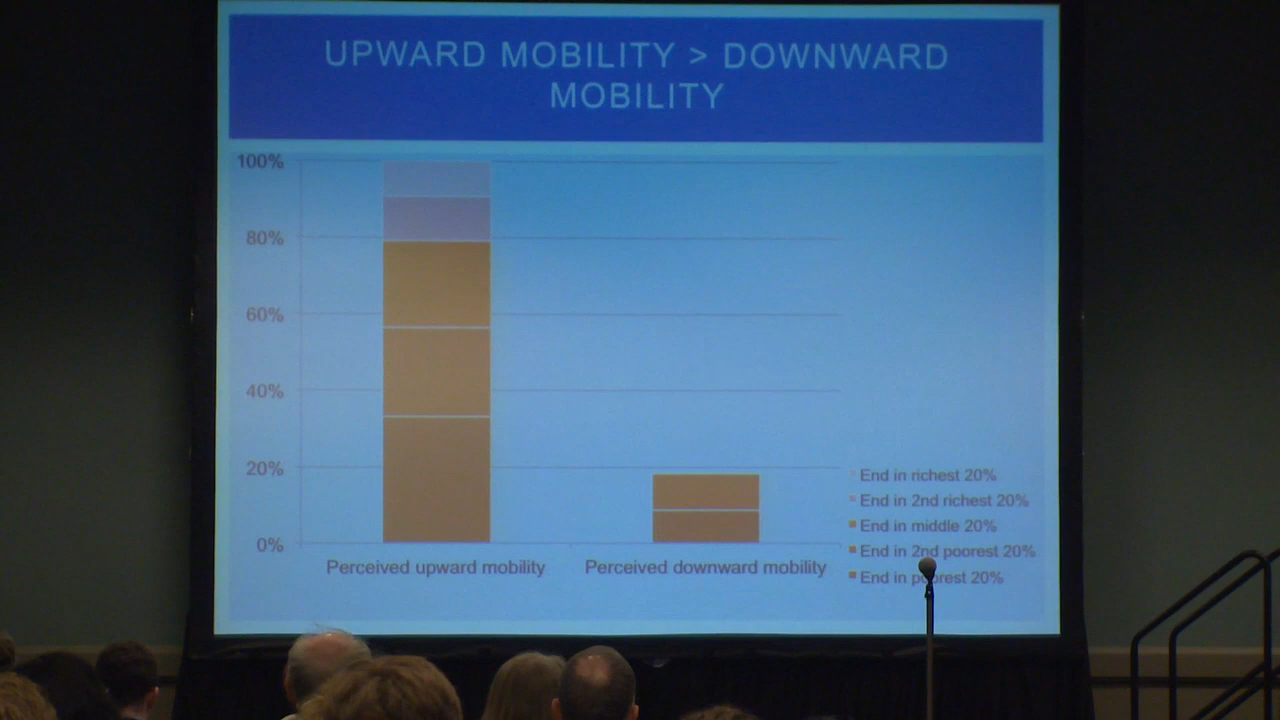 UPWARD MOBILITY > DOWNWARD
MOBILITY
100%
80%
60%
40%
20%
0%
Perceived upward mobility
Perceived downward mobility
End in richest 20%
End in 2nd richest 20%
End in middle 20%
End in 2nd poorest 20%
End in poorest 20%